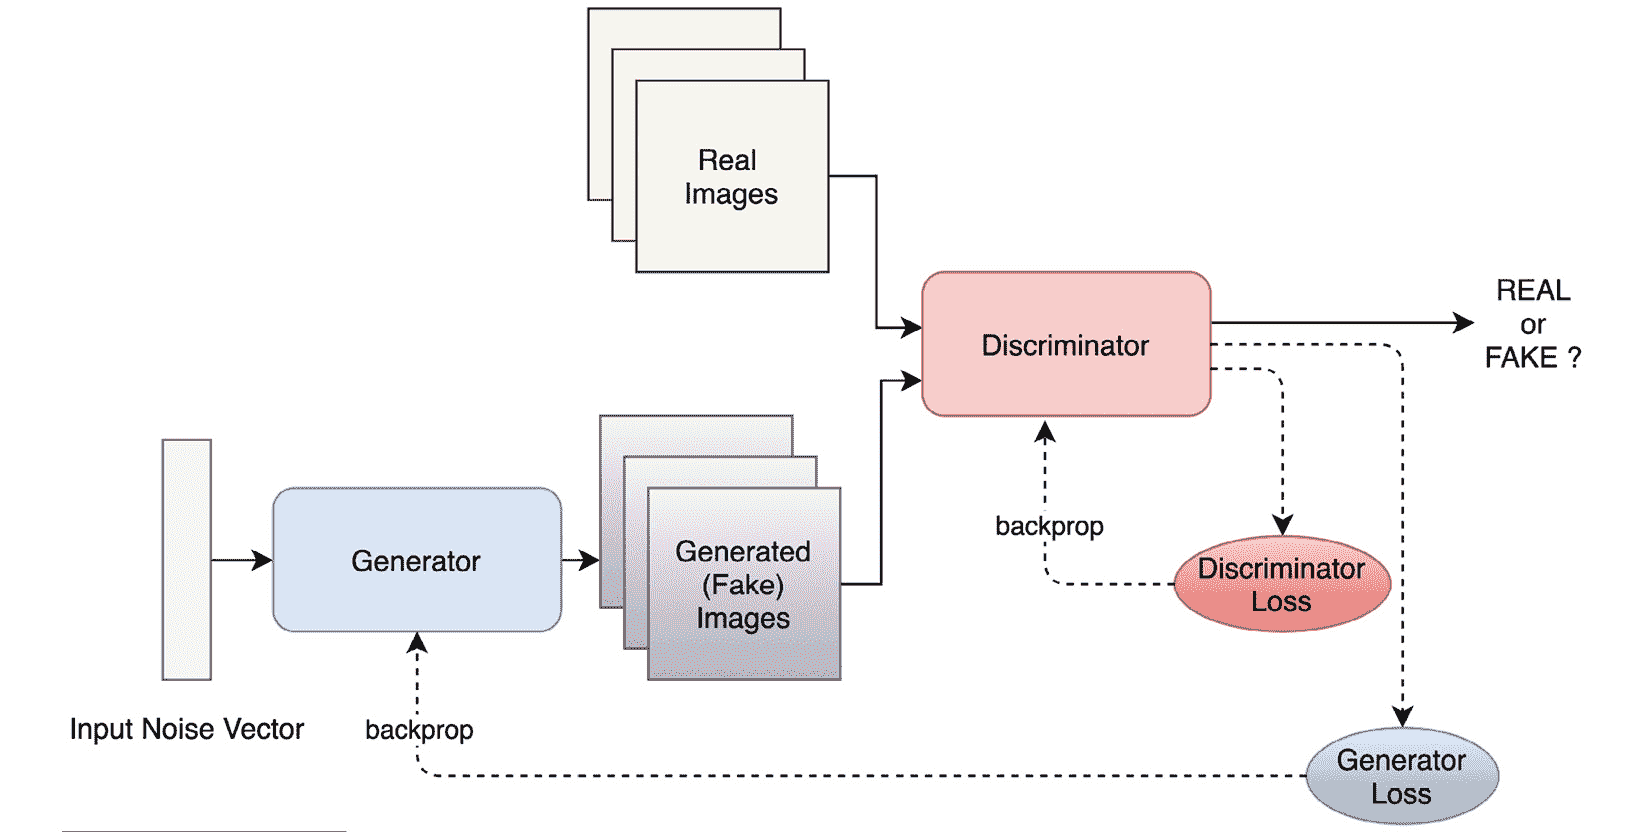 Real
Images
Discriminator
REAL
or
FAKE ?
Generator
Generated
(Fake)
Images
backprop
Discriminator
Loss
Input Noise Vector
backprop
Generator
Loss